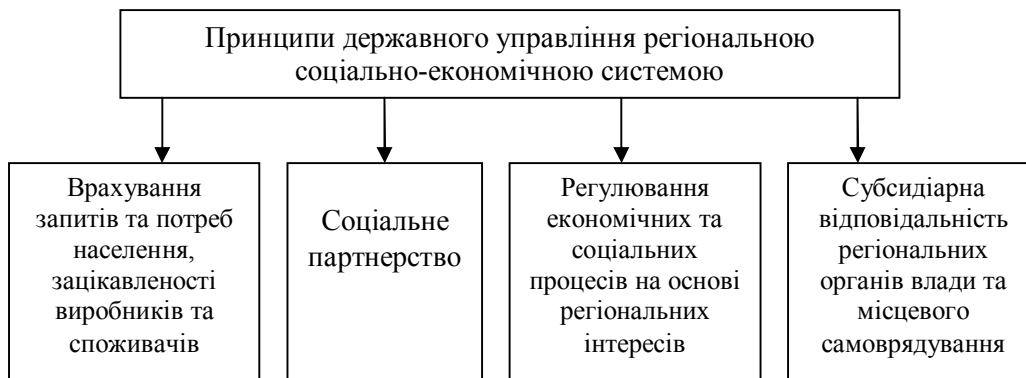 Принципи державного управління регіональною
соціально-економічною системою
Врахування
запитів та потреб
населення,
зацікавленості
виробників та
споживачів
Соціальне
партнерство
Регулювання
економічних та
соціальних
процесів на основі
регіональних
інтересів
Субсидіарна
відповідальність
регіональних
органів влади та
місцевого
самоврядування